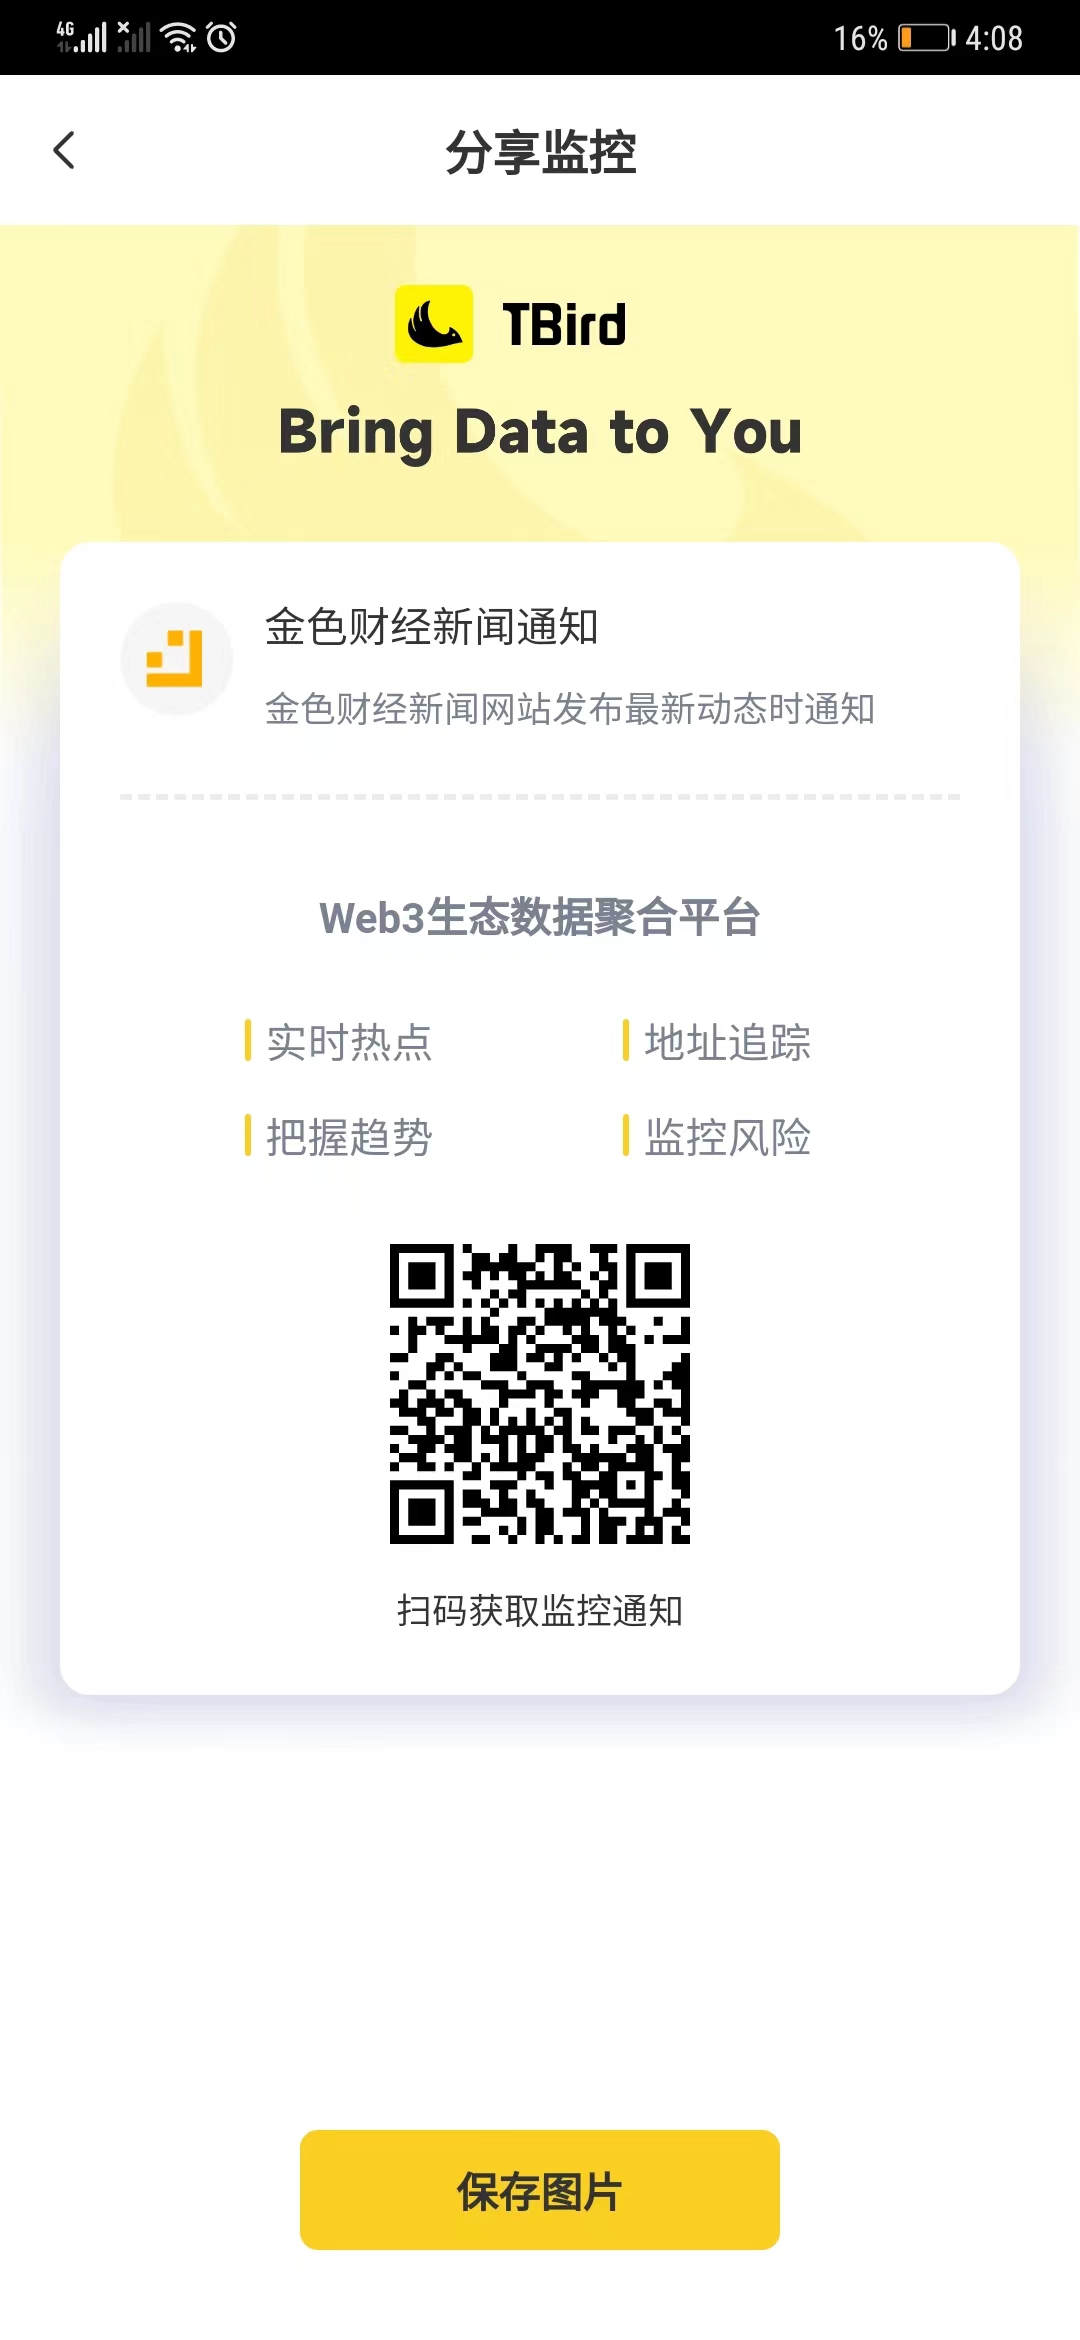 4G 16% 4:08
分享监控
TBird
Bring Data to You
金色财经新闻通知
金色财经新闻网站发布最新动态时通知
Web3生态数据聚合平台
实时热点 地址追踪
把握趋势 监控风险
扫码获取监控通知
保存图片